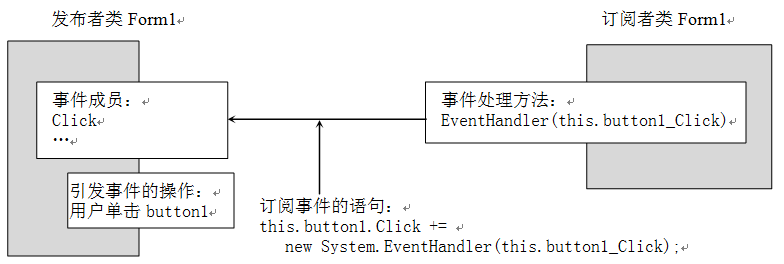 发布者类 Form1
订阅者类 Form1
事件成员：
Click
…
事件处理方法：
EventHandler(this.button1_Click)
引发事件的操作：
用户单击 button1
订阅事件的语句：
this.button1.Click +=
new System.EventHandler(this.button1_Click);